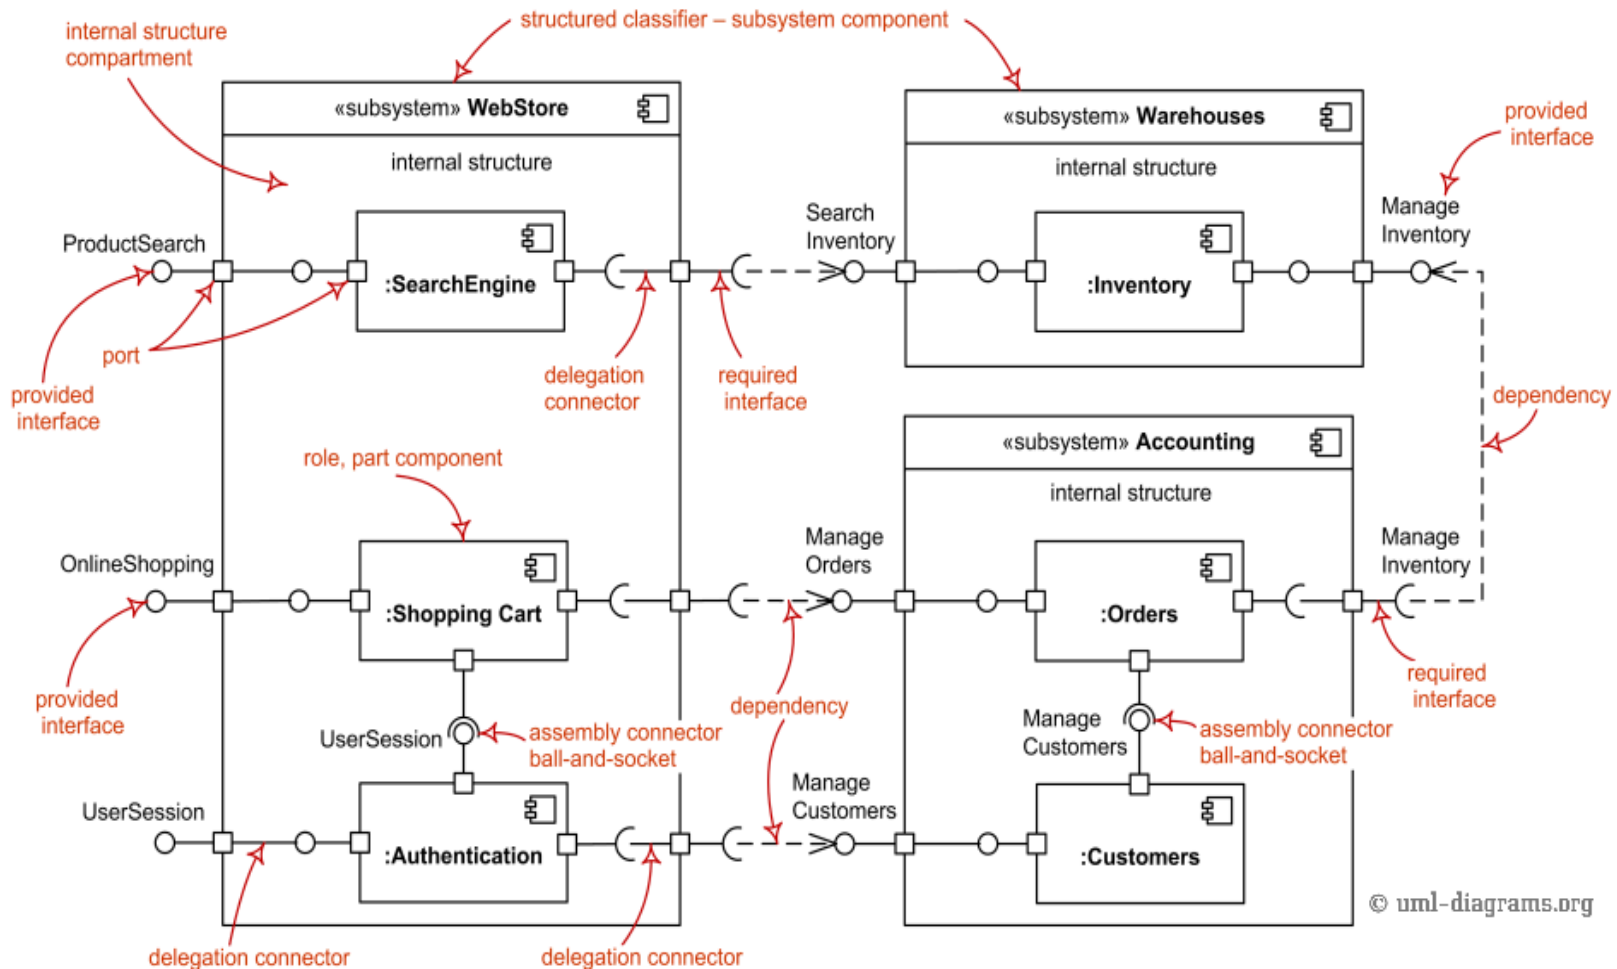 structured classifier – subsystem component
internal structure
compartment
«subsystem» WebStore
internal structure
«subsystem» Warehouses
internal structure
provided
interface
ProductSearch
:SearchEngine
Search
Inventory
:Inventory
Manage
Inventory
port
provided
interface
delegation
connector
required
interface
dependency
«subsystem» Accounting
internal structure
role, part component
OnlineShopping
:Shopping Cart
Manage
Orders
:Orders
Manage
Inventory
provided
interface
dependency
required
interface
UserSession
assembly connector
ball-and-socket
Manage
Customers
assembly connector
ball-and-socket
UserSession
:Authentication
Manage
Customers
:Customers
delegation connector
delegation connector
© uml-diagrams.org